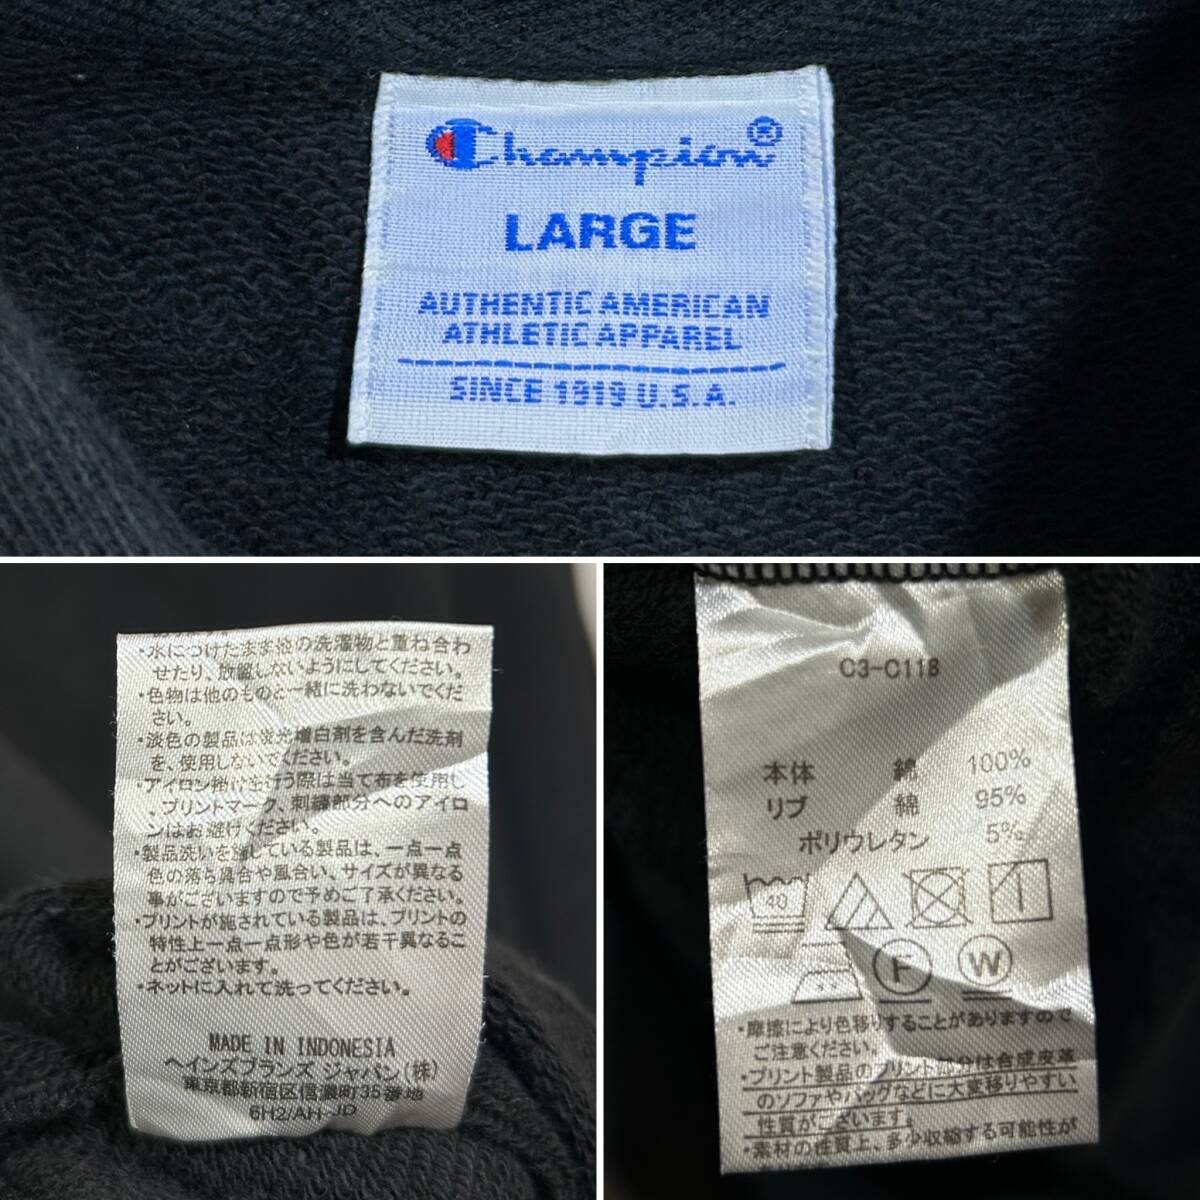 Champion®
LARGE
AUTHENTIC AMERICAN
ATHLETIC APPAREL
SINCE 1919 U.S.A.
・水につけたまま他の洗濯物と重ね合わ
せたり、放置しないようにしてください。
・色物は他のものと一緒に洗わないでくだ
さい。
・淡色の製品は蛍光増白剤を含んだ洗剤
を、使用しないでください。
・アイロン掛けを行う際は当て布を使用し
、プリントマーク、刺繍部分へのアイロ
ンはお避けください。
・製品洗いを施している製品は、一点一点
色の落ち具合や風合い、サイズが異なる
事がございますので予めご了承ください。
・プリントが施されている製品は、プリントの
特性上一点一点形や色が若干異なるこ
とがございます。
・ネットに入れて洗ってください。
MADE IN INDONESIA
ヘインズブランズ ジャパン(株)
東京都新宿区信濃町35番地
6H2/AH-JD
C3-C118
本体 綿 100%
リブ 綿 95%
ポリウレタン 5%
40
F W
・摩擦により色移りすることがありますので
ご注意ください。
・プリント製品のプリント部分は合成皮革
のソファやバッグなどに大変移りやすい
性質がございます。
・素材の性質上、多少収縮する可能性が